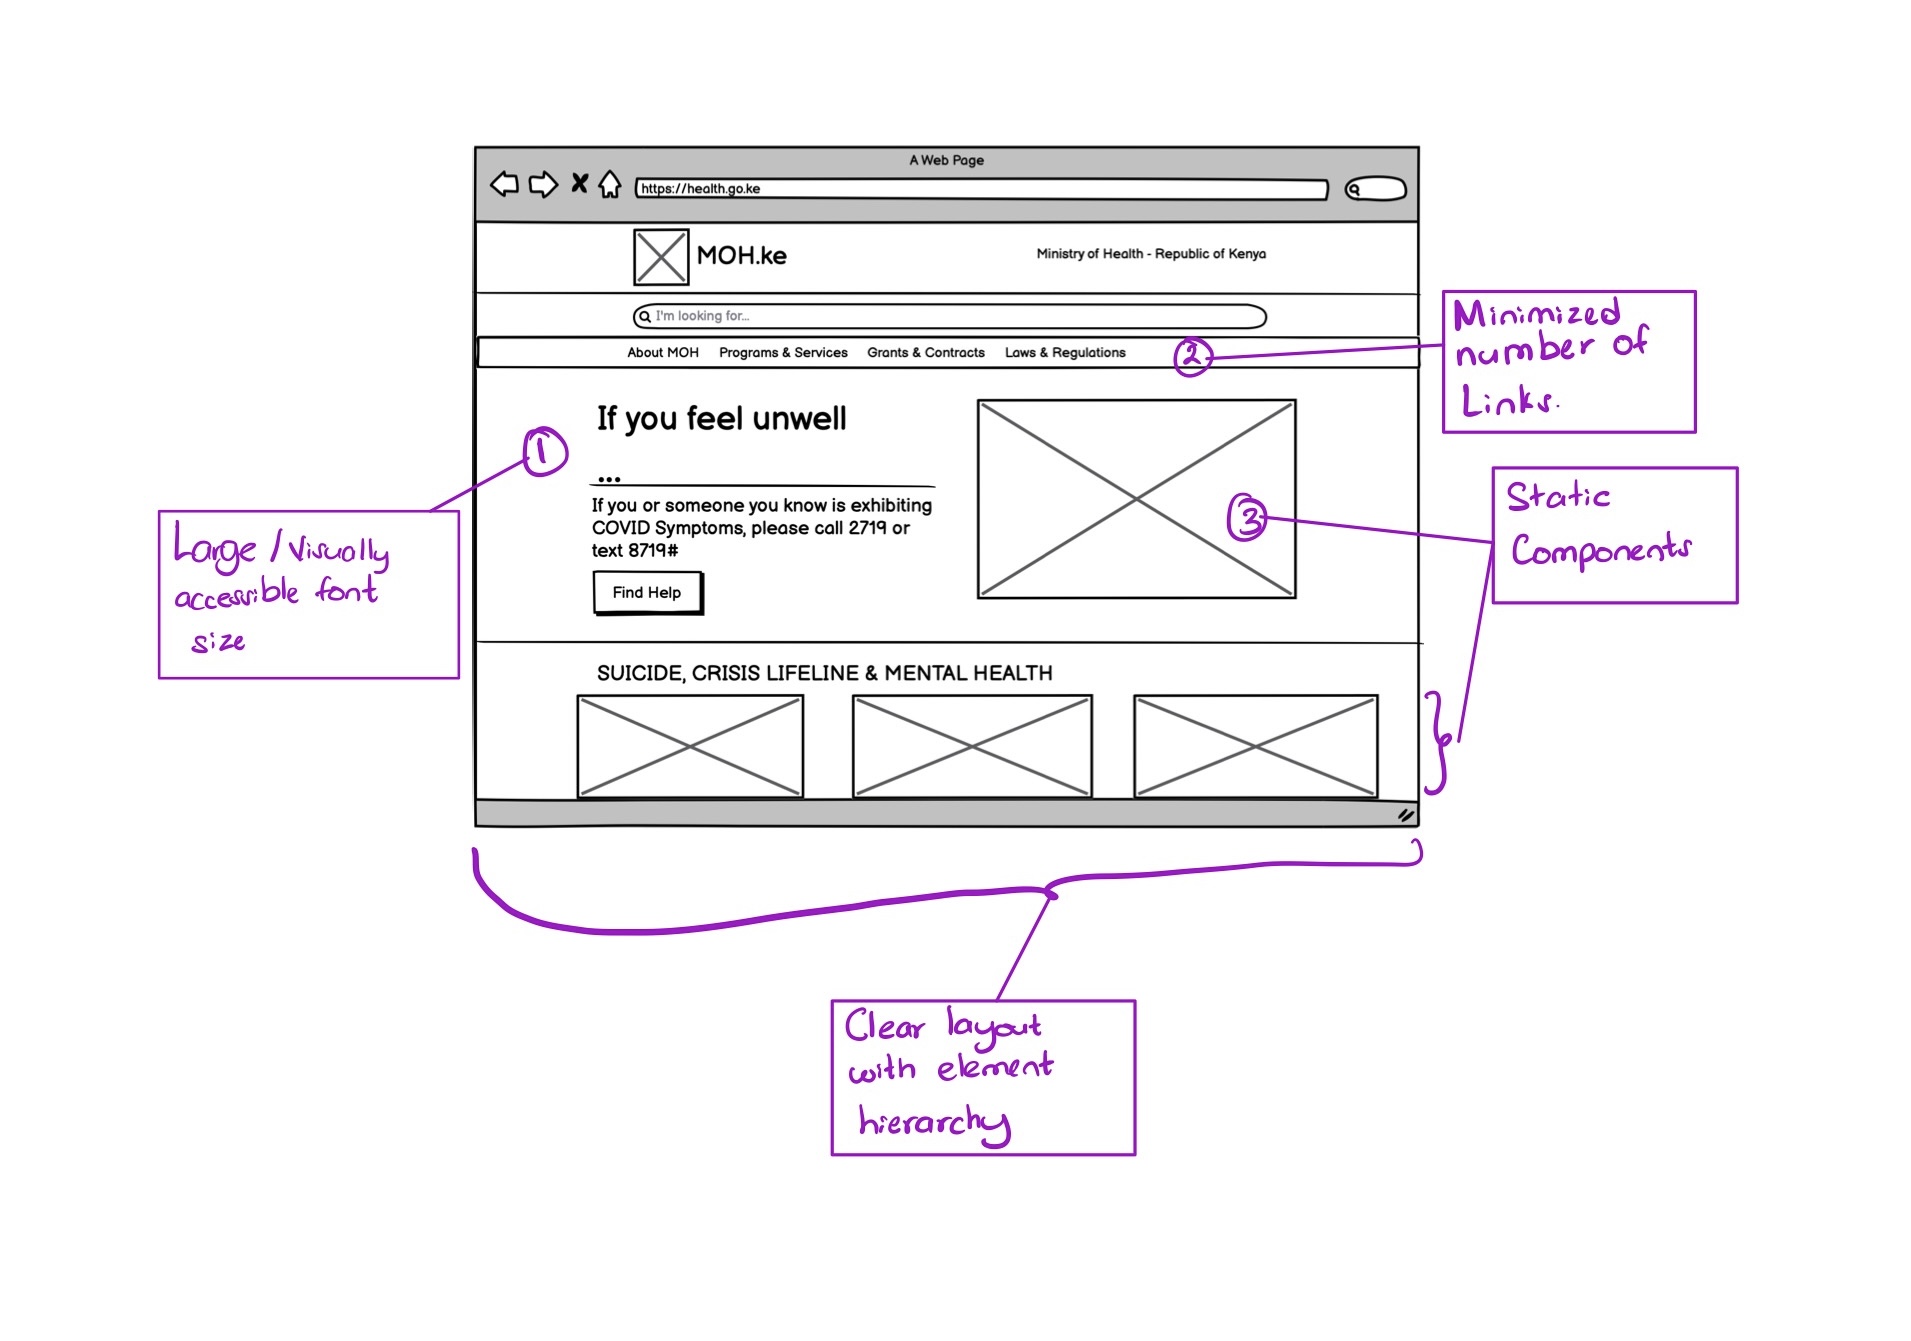 A Web Page
https://health.go.ke
MOH.ke
Ministry of Health - Republic of Kenya
I'm looking for...
About MOH Programs & Services Grants & Contracts Laws & Regulations
2
Minimized
number of
Links.
If you feel unwell
1
...
If you or someone you know is exhibiting
COVID Symptoms, please call 2719 or
text 8719#
Find Help
3
Static
Components
Large / Visually
accessible font
size
SUICIDE, CRISIS LIFELINE & MENTAL HEALTH
Clear layout
with element
hierarchy